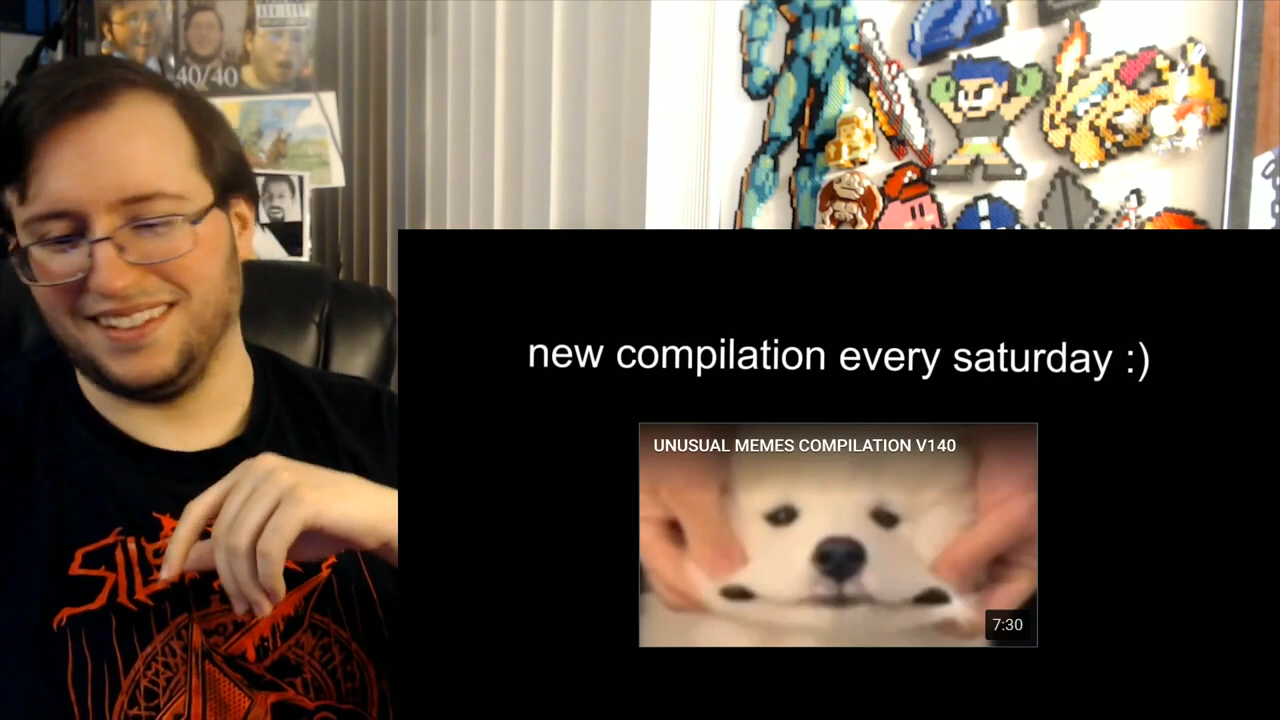 40/40
new compilation every saturday :)
UNUSUAL MEMES COMPILATION V140
7:30